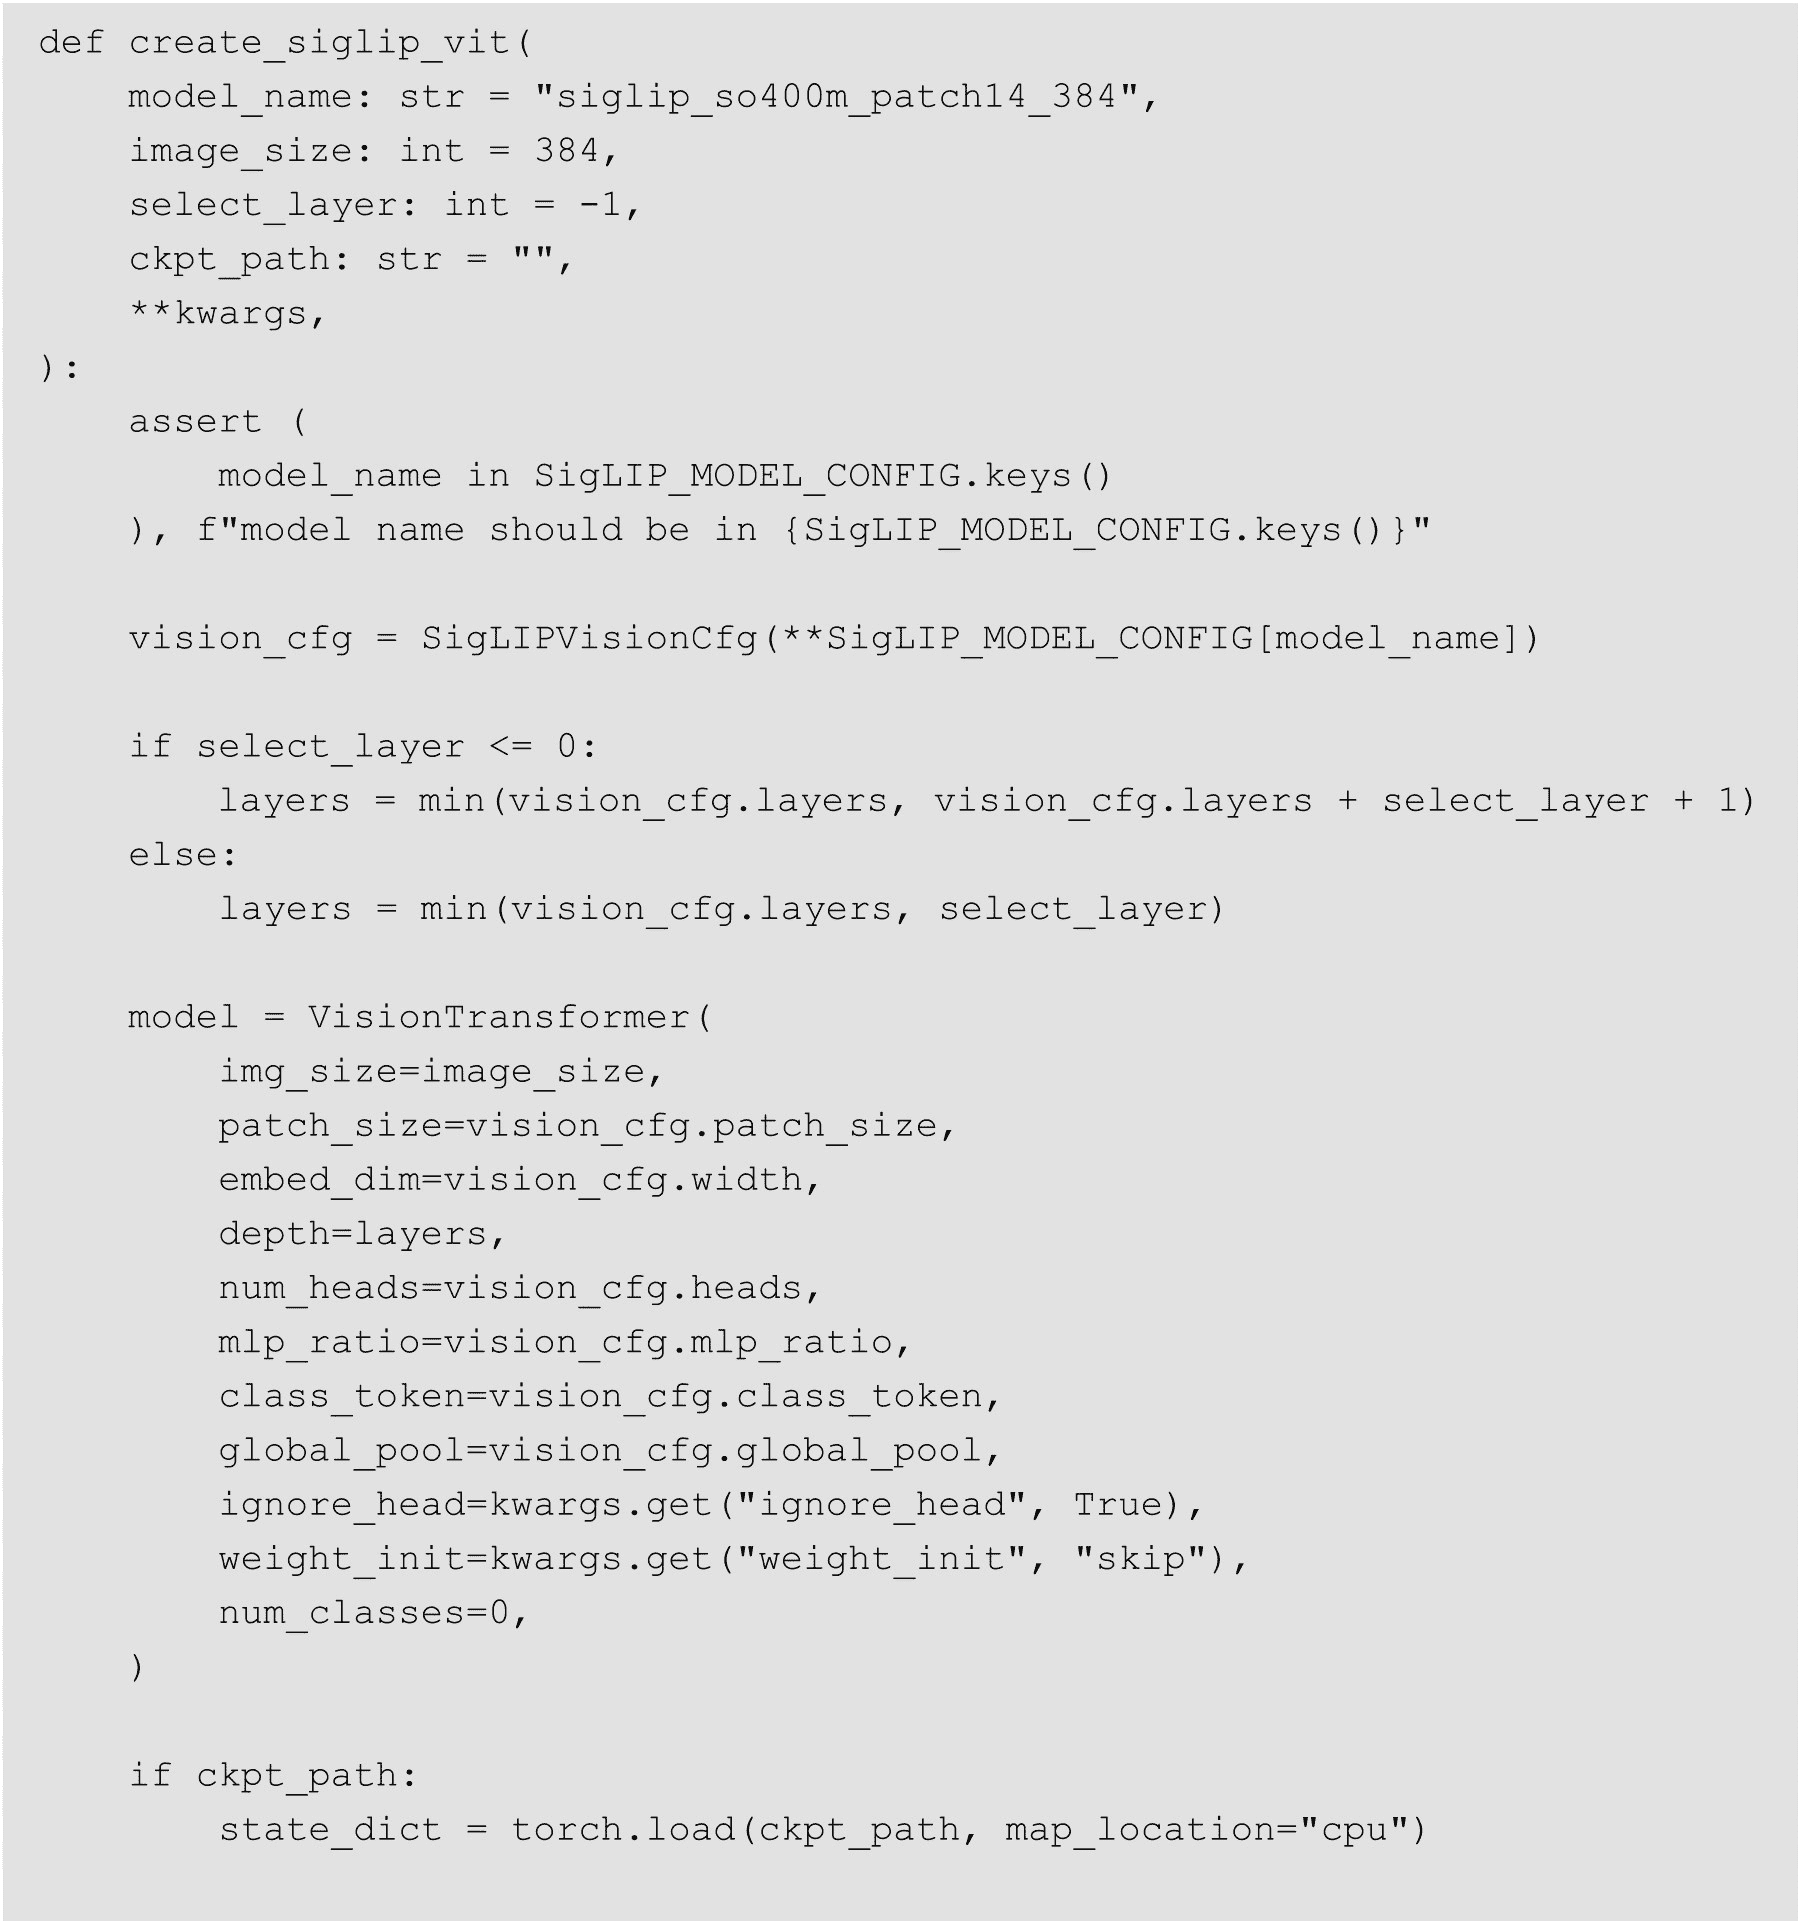 def create_siglip_vit(
    model_name: str = "siglip_so400m_patch14_384",
    image_size: int = 384,
    select_layer: int = -1,
    ckpt_path: str = "",
    **kwargs,
):
    assert (
        model_name in SigLIP_MODEL_CONFIG.keys()
    ), f"model name should be in {SigLIP_MODEL_CONFIG.keys()}"

    vision_cfg = SigLIPVisionCfg(**SigLIP_MODEL_CONFIG[model_name])

    if select_layer <= 0:
        layers = min(vision_cfg.layers, vision_cfg.layers + select_layer + 1)
    else:
        layers = min(vision_cfg.layers, select_layer)

    model = VisionTransformer(
        img_size=image_size,
        patch_size=vision_cfg.patch_size,
        embed_dim=vision_cfg.width,
        depth=layers,
        num_heads=vision_cfg.heads,
        mlp_ratio=vision_cfg.mlp_ratio,
        class_token=vision_cfg.class_token,
        global_pool=vision_cfg.global_pool,
        ignore_head=kwargs.get("ignore_head", True),
        weight_init=kwargs.get("weight_init", "skip"),
        num_classes=0,
    )

    if ckpt_path:
        state_dict = torch.load(ckpt_path, map_location="cpu")